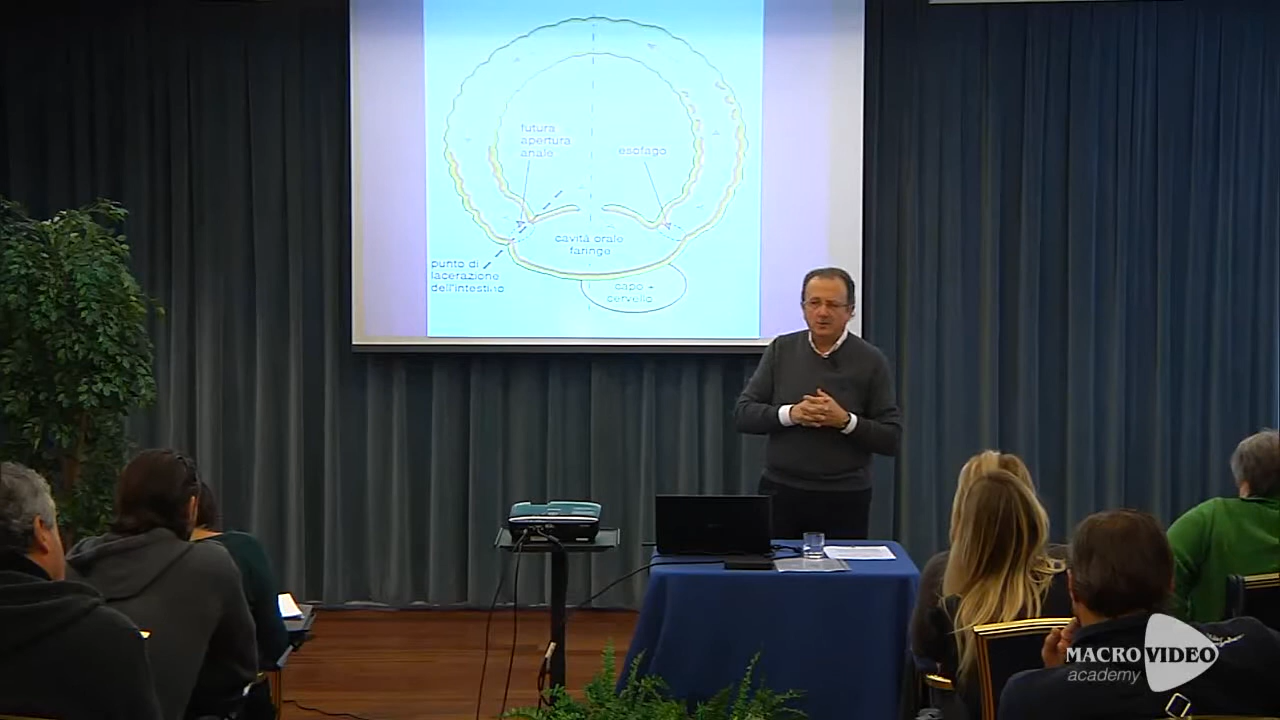 futura
apertura
anale
esofago
cavità orale
faringe
punto di
lacerazione
dell'intestino
capo +
cervello
MACRO VIDEO
academy